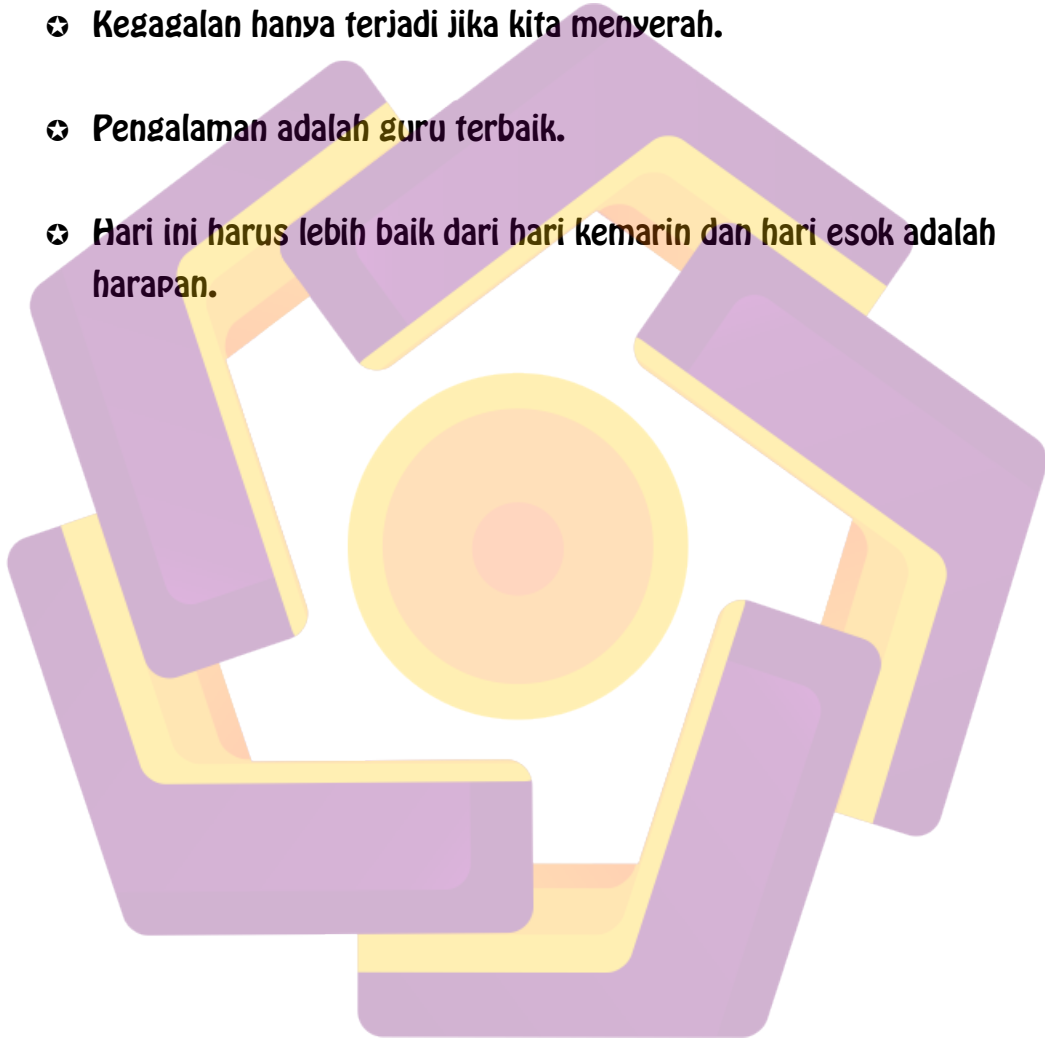 ✪ Kegagalan hanya terjadi jika kita menyerah.
✪ Pengalaman adalah guru terbaik.
✪ Hari ini harus lebih baik dari hari kemarin dan hari esok adalah
harapan.